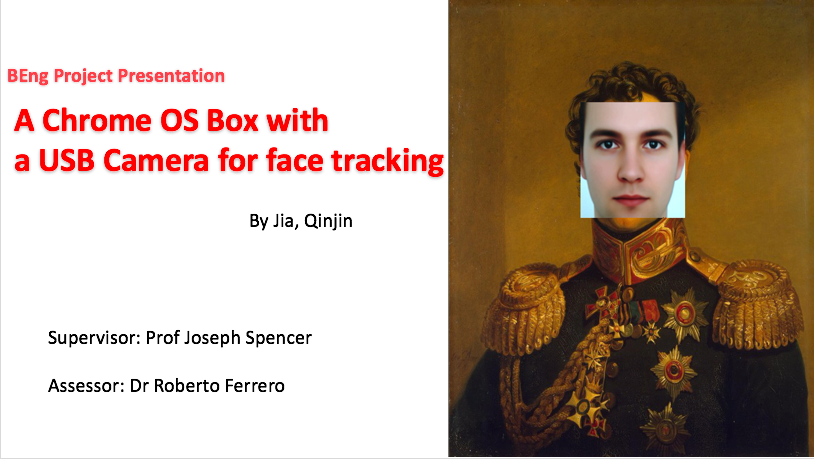 BEng Project Presentation
A Chrome OS Box with
a USB Camera for face tracking
By Jia, Qinjin
Supervisor: Prof Joseph Spencer
Assessor: Dr Roberto Ferrero